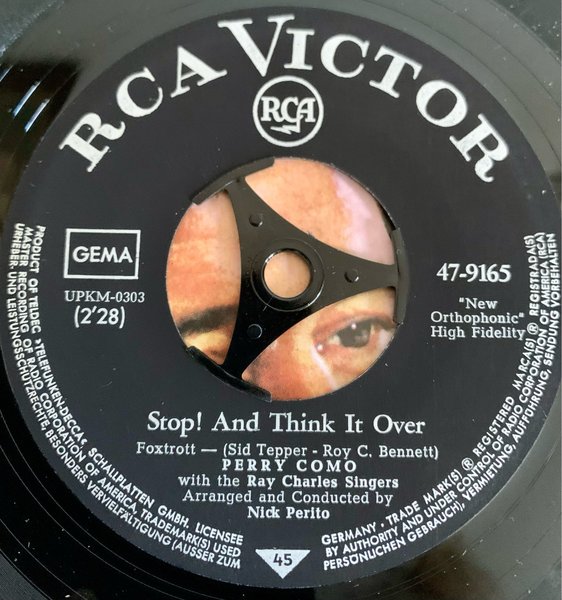 RCA VICTOR
RCA
GEMA
UPKM-0303
(2'28)
47-9165
"New
Orthophonic"
High Fidelity
Stop! And Think It Over
Foxtrott — (Sid Tepper - Roy C. Bennett)
PERRY COMO
with the Ray Charles Singers
Arranged and Conducted by
Nick Perito
45
PRODUCT OF TELDEC »TELEFUNKEN-DECCA« SCHALLPLATTEN GMBH. LICENSEE
MASTER RECORDING OF RADIO CORPORATION OF AMERICA, TRADEMARK(S) USED
URHEBER- UND LEISTUNGSSCHUTZRECHTE, BESONDERS VERVIELFÄLTIGUNG (AUSSER ZUM
GERMANY · TRADE MARK(S) ® REGISTERED MARCA(S) ® REGISTRADA(S)
BY AUTHORITY AND UNDER CONTROL OF RADIO CORPORATION OF AMERICA (RCA)
PERSÖNLICHEN GEBRAUCH), VERMIETUNG, AUFFÜHRUNG, SENDUNG VORBEHALTEN